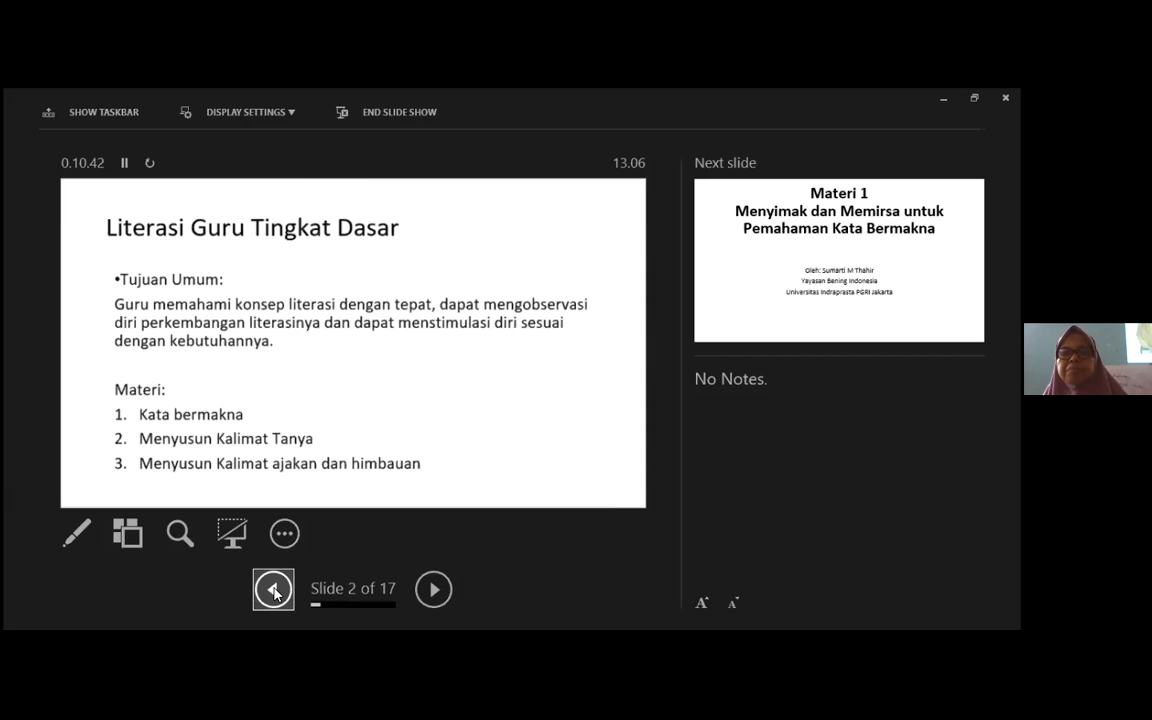 SHOW TASKBAR
DISPLAY SETTINGS ▾
END SLIDE SHOW
0.10.42
13.06
Literasi Guru Tingkat Dasar
•Tujuan Umum:
Guru memahami konsep literasi dengan tepat, dapat mengobservasi
diri perkembangan literasinya dan dapat menstimulasi diri sesuai
dengan kebutuhannya.
Materi:
1. Kata bermakna
2. Menyusun Kalimat Tanya
3. Menyusun Kalimat ajakan dan himbauan
Slide 2 of 17
Next slide
Materi 1
Menyimak dan Memirsa untuk
Pemahaman Kata Bermakna
Oleh: Sumarti M Thahir
Yayasan Bening Indonesia
Universitas Indraprasta PGRI Jakarta
No Notes.
A A